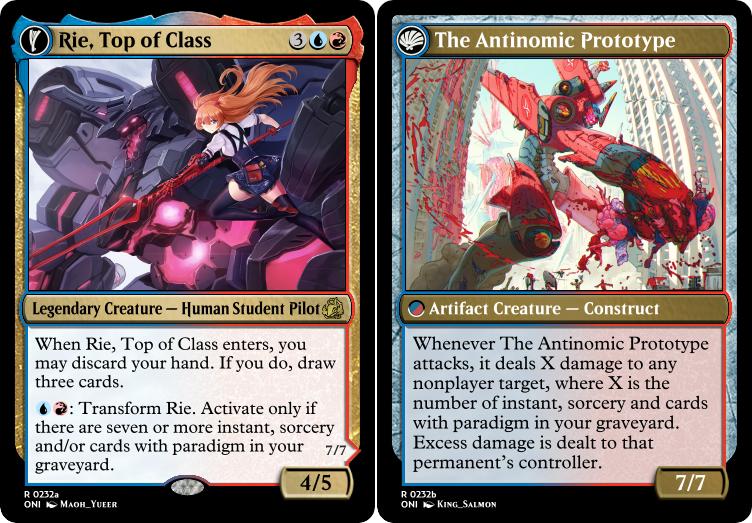 Rie, Top of Class
3
Legendary Creature — Human Student Pilot
When Rie, Top of Class enters, you
may discard your hand. If you do, draw
three cards.
: Transform Rie. Activate only if
there are seven or more instant, sorcery
and/or cards with paradigm in your
graveyard.
7/7
4/5
R 0232a
ONI Maoh_Yueer
The Antinomic Prototype
Artifact Creature — Construct
Whenever The Antinomic Prototype
attacks, it deals X damage to any
nonplayer target, where X is the
number of instant, sorcery and cards
with paradigm in your graveyard.
Excess damage is dealt to that
permanent's controller.
7/7
R 0232b
ONI King_Salmon